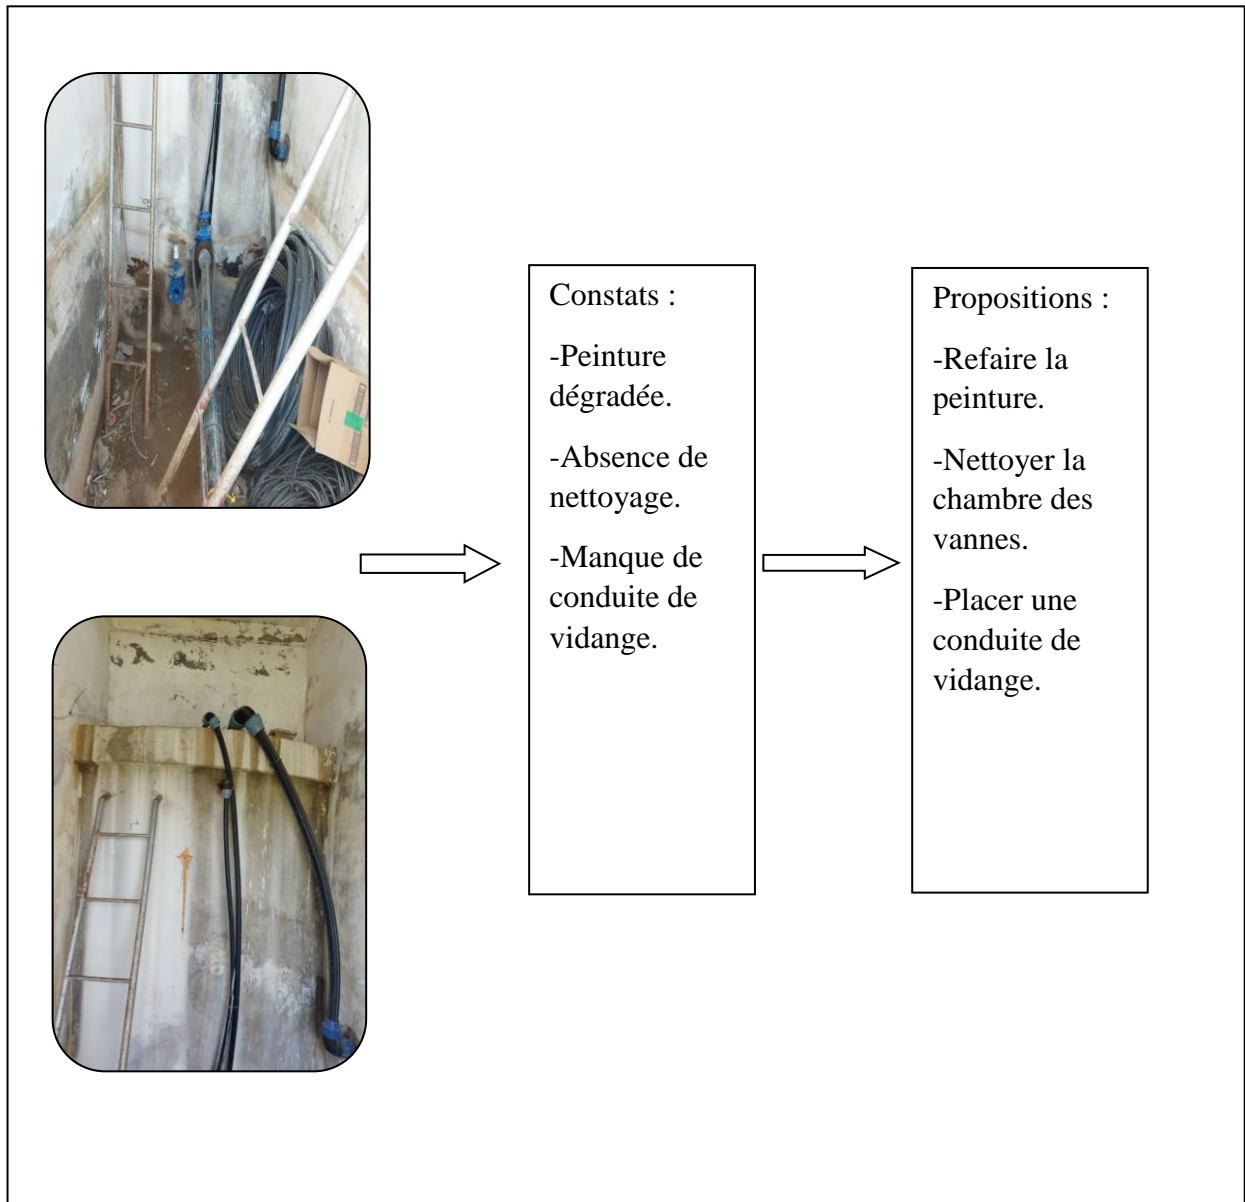 Constats :
-Peinture
dégradée.
-Absence de
nettoyage.
-Manque de
conduite de
vidange.
Propositions :
-Refaire la
peinture.
-Nettoyer la
chambre des
vannes.
-Placer une
conduite de
vidange.